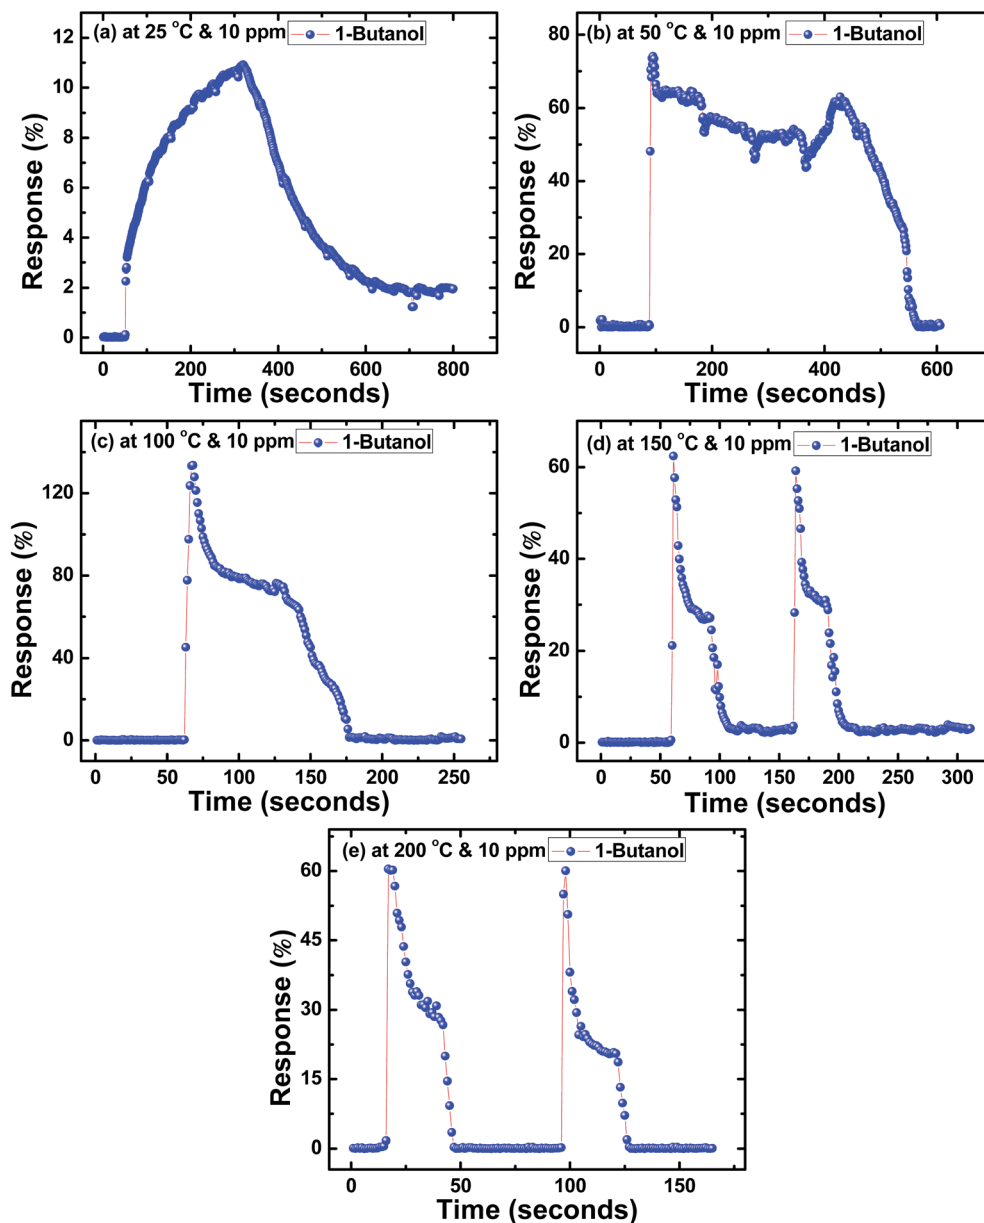 (a) at 25 °C & 10 ppm 1-Butanol
12
10
8
6
4
2
0
Response (%)
0 200 400 600 800
Time (seconds)
(b) at 50 °C & 10 ppm 1-Butanol
80
60
40
20
0
Response (%)
0 200 400 600
Time (seconds)
(c) at 100 °C & 10 ppm 1-Butanol
120
80
40
0
Response (%)
0 50 100 150 200 250
Time (seconds)
(d) at 150 °C & 10 ppm 1-Butanol
60
40
20
0
Response (%)
0 50 100 150 200 250 300
Time (seconds)
(e) at 200 °C & 10 ppm 1-Butanol
60
45
30
15
0
Response (%)
0 50 100 150
Time (seconds)